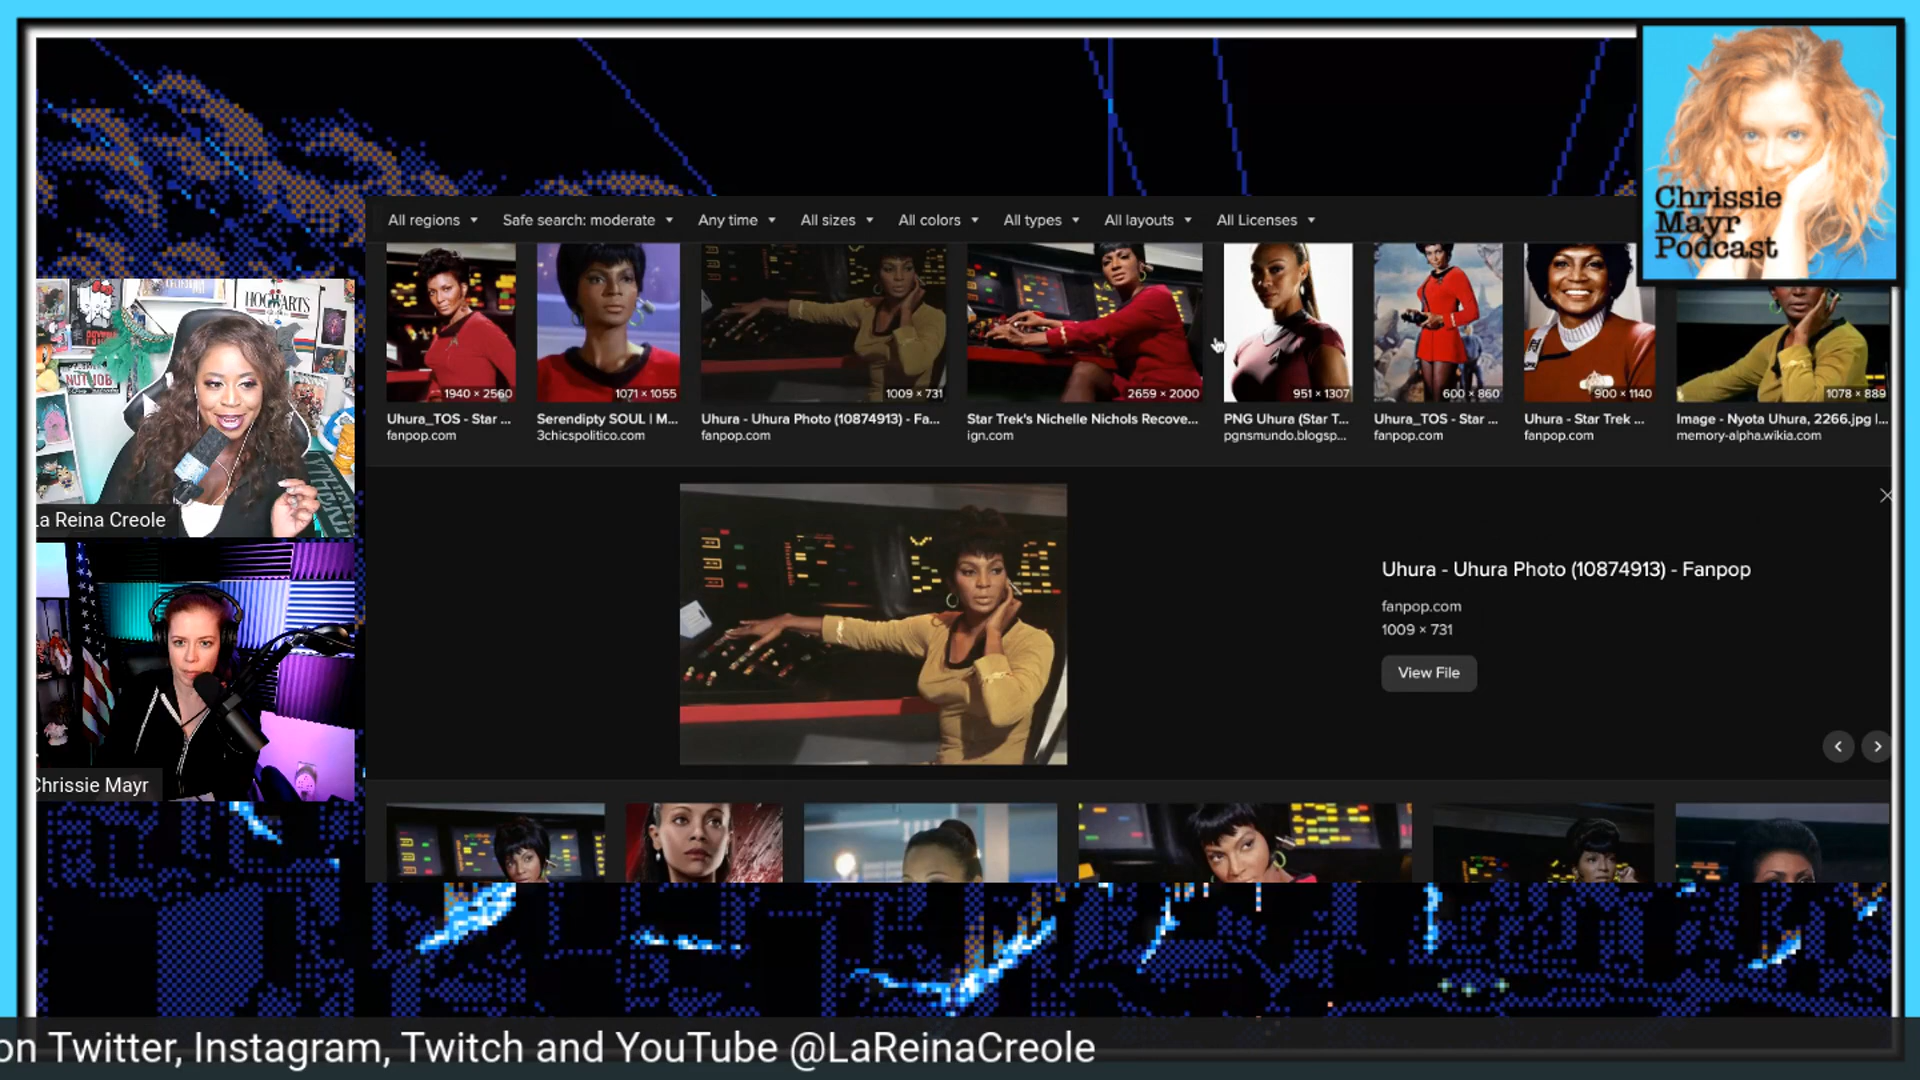 Chrissie
Mayr
Podcast
All regions
Safe search: moderate
Any time
All sizes
All colors
All types
All layouts
All Licenses
1940 × 2560
1071 × 1055
1009 × 731
2659 × 2000
951 × 1307
600 × 860
900 × 1140
1078 × 889
Uhura_TOS - Star ...
fanpop.com
Serendipty SOUL | M...
3chicspolitico.com
Uhura - Uhura Photo (10874913) - Fa...
fanpop.com
Star Trek's Nichelle Nichols Recove...
ign.com
PNG Uhura (Star T...
pgnsmundo.blogsp...
Uhura_TOS - Star ...
fanpop.com
Uhura - Star Trek ...
fanpop.com
Image - Nyota Uhura, 2266.jpg |...
memory-alpha.wikia.com
HOGWARTS
NUTJOB
La Reina Creole
Chrissie Mayr
Uhura - Uhura Photo (10874913) - Fanpop
fanpop.com
1009 × 731
View File
on Twitter, Instagram, Twitch and YouTube @LaReinaCreole